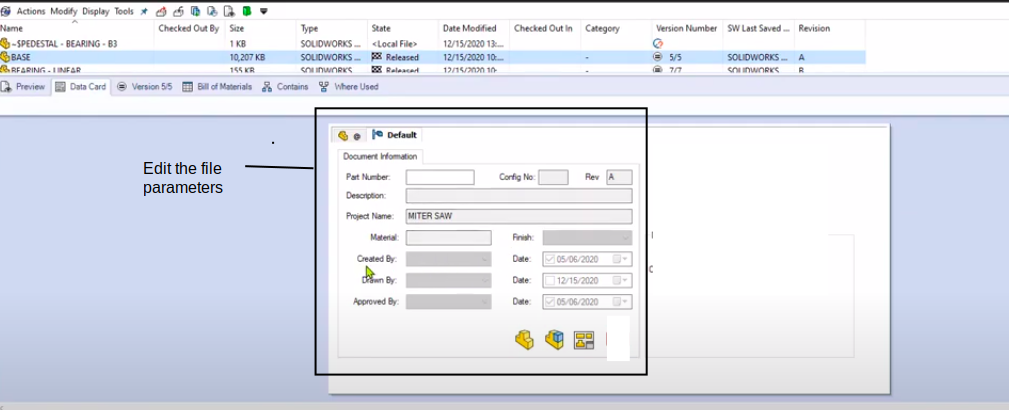 Actions Modify Display Tools
Name Checked Out By Size Type State Date Modified Checked Out In Category Version Number SW Last Saved ... Revision
~$PEDESTAL - BEARING - B3 1 KB SOLIDWORKS ... <Local File> 12/15/2020 13:...
BASE 10,207 KB SOLIDWORKS ... Released 12/15/2020 10:... - 5/5 SOLIDWORKS ... A
BEARING - LINEAR 155 KB SOLIDWORKS Released 12/15/2020 10:... - 7/7 SOLIDWORKS B
Preview Data Card Version 5/5 Bill of Materials Contains Where Used
@ Default
Document Information
Edit the file
parameters
Part Number: Config No: Rev A
Description:
Project Name: MITER SAW
Material: Finish:
Created By: Date: 05/06/2020
Drawn By: Date: 12/15/2020
Approved By: Date: 05/06/2020